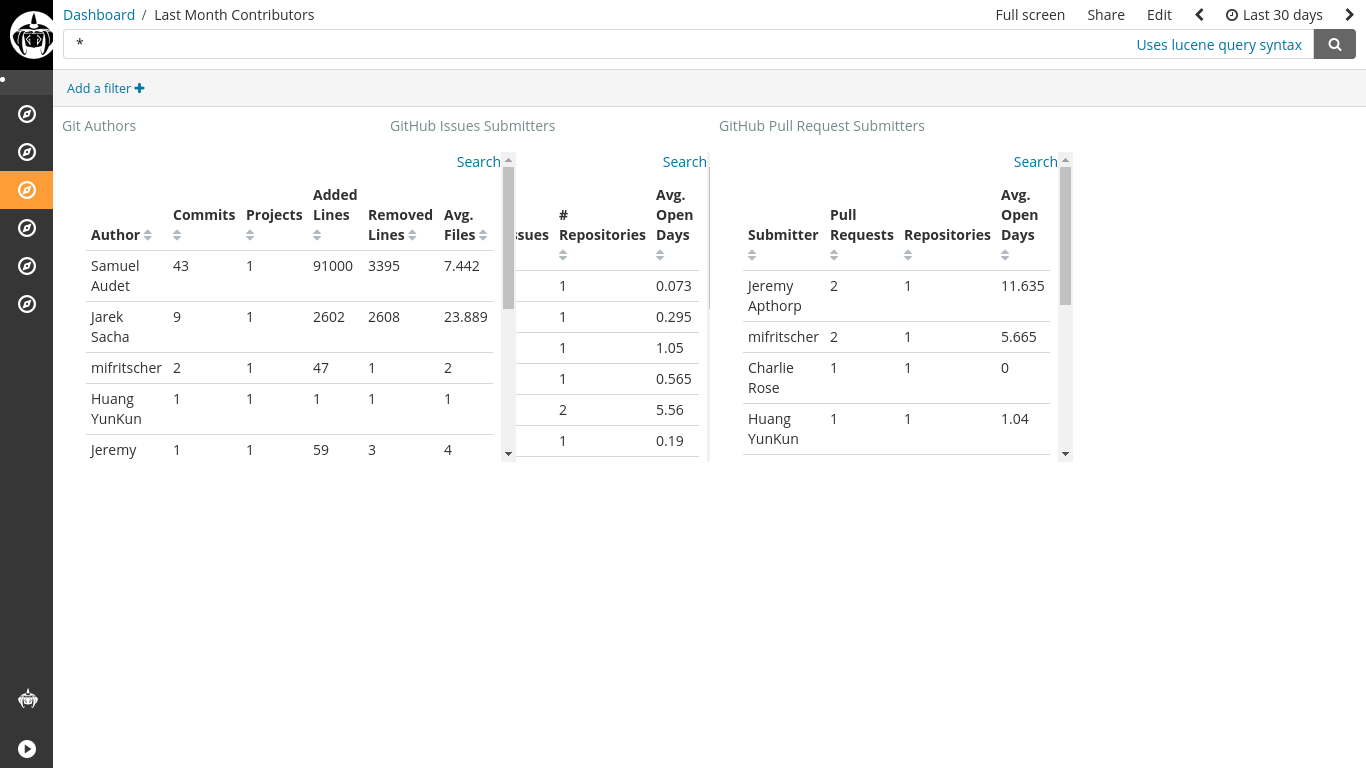 Dashboard / Last Month Contributors
Full screen Share Edit Last 30 days
*
Uses lucene query syntax
Add a filter
Git Authors
Search
Author Commits Projects Added Lines Removed Lines Avg. Files
Samuel Audet 43 1 91000 3395 7.442
Jarek Sacha 9 1 2602 2608 23.889
mifritscher 2 1 47 1 2
Huang YunKun 1 1 1 1 1
Jeremy 1 1 59 3 4
GitHub Issues Submitters
Search
# Repositories Avg. Open Days
1 0.073
1 0.295
1 1.05
1 0.565
2 5.56
1 0.19
GitHub Pull Request Submitters
Search
Submitter Pull Requests Repositories Avg. Open Days
Jeremy Apthorp 2 1 11.635
mifritscher 2 1 5.665
Charlie Rose 1 1 0
Huang YunKun 1 1 1.04